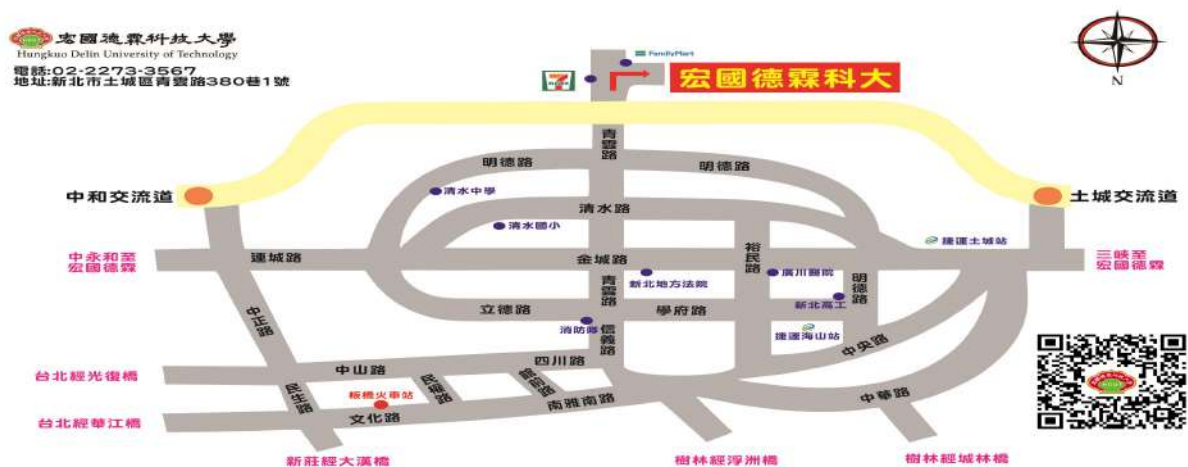 宏國德霖科技大學
Hungkuo Delin University of Technology
電話:02-2273-3567
地址:新北市土城區青雲路380巷1號
FamilyMart
7
ELEVEN
宏國德霖科大
N
青雲路
明德路
明德路
中和交流道
清水中學
土城交流道
清水路
清水國小
捷運土城站
裕民路
中永和至
宏國德霖
連城路
金城路
三峽至
宏國德霖
新北地方法院
廣川醫院
青雲路
明德路
中正路
立德路
學府路
新北高工
消防隊
信義路
捷運海山站
中央路
四川路
台北經光復橋
中山路
民權路
館前路
民生路
板橋火車站
南雅南路
中華路
台北經華江橋
文化路
新莊經大漢橋
樹林經浮洲橋
樹林經城林橋